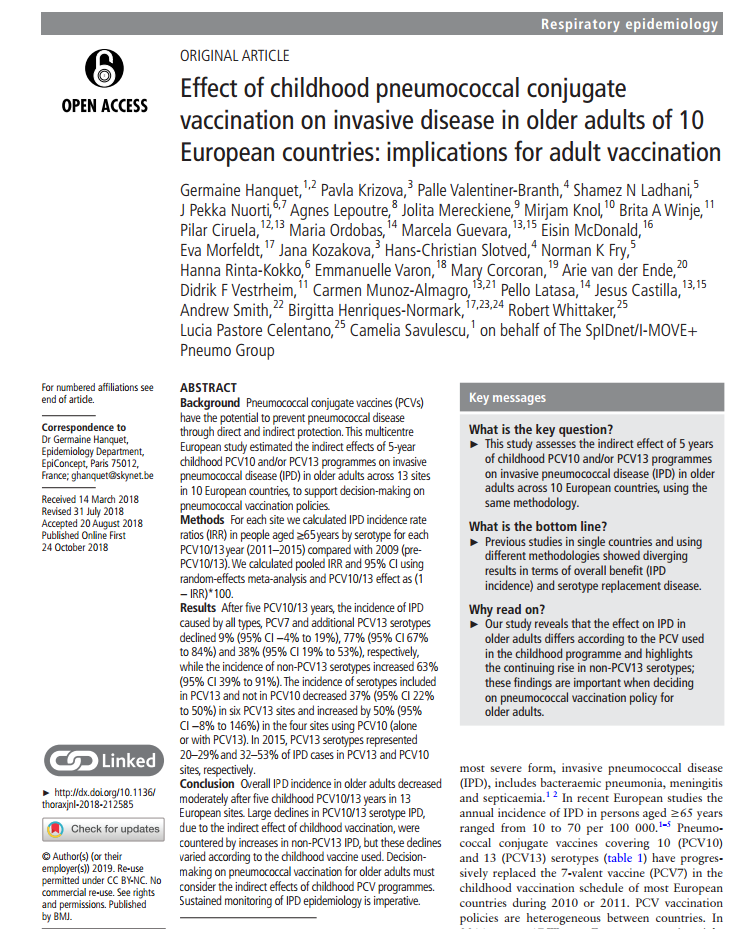 Respiratory epidemiology
OPEN ACCESS
ORIGINAL ARTICLE
Effect of childhood pneumococcal conjugate
vaccination on invasive disease in older adults of 10
European countries: implications for adult vaccination
Germaine Hanquet,1,2 Pavla Krizova,3 Palle Valentiner-Branth,4 Shamez N Ladhani,5
J Pekka Nuorti,6,7 Agnes Lepoutre,8 Jolita Mereckiene,9 Mirjam Knol,10 Brita A Winje,11
Pilar Ciruela,12,13 Maria Ordobas,14 Marcela Guevara,13,15 Eisin McDonald,16
Eva Morfeldt,17 Jana Kozakova,3 Hans-Christian Slotved,4 Norman K Fry,5
Hanna Rinta-Kokko,6 Emmanuelle Varon,18 Mary Corcoran,19 Arie van der Ende,20
Didrik F Vestrheim,11 Carmen Munoz-Almagro,13,21 Pello Latasa,14 Jesus Castilla,13,15
Andrew Smith,22 Birgitta Henriques-Normark,17,23,24 Robert Whittaker,25
Lucia Pastore Celentano,25 Camelia Savulescu,1 on behalf of The SpIDnet/I-MOVE+
Pneumo Group
For numbered affiliations see
end of article.
Correspondence to
Dr Germaine Hanquet,
Epidemiology Department,
EpiConcept, Paris 75012,
France; ghanquet@skynet.be
Received 14 March 2018
Revised 31 July 2018
Accepted 20 August 2018
Published Online First
24 October 2018
Linked
► http://dx.doi.org/10.1136/
thoraxjnl-2018-212585
Check for updates
© Author(s) (or their
employer(s)) 2019. Re-use
permitted under CC BY-NC. No
commercial re-use. See rights
and permissions. Published
by BMJ.
ABSTRACT
Background Pneumococcal conjugate vaccines (PCVs)
have the potential to prevent pneumococcal disease
through direct and indirect protection. This multicentre
European study estimated the indirect effects of 5-year
childhood PCV10 and/or PCV13 programmes on invasive
pneumococcal disease (IPD) in older adults across 13 sites
in 10 European countries, to support decision-making on
pneumococcal vaccination policies.
Methods For each site we calculated IPD incidence rate
ratios (IRR) in people aged ≥65 years by serotype for each
PCV10/13 year (2011–2015) compared with 2009 (pre-
PCV10/13). We calculated pooled IRR and 95% CI using
random-effects meta-analysis and PCV10/13 effect as (1
− IRR)*100.
Results After five PCV10/13 years, the incidence of IPD
caused by all types, PCV7 and additional PCV13 serotypes
declined 9% (95% CI −4% to 19%), 77% (95% CI 67%
to 84%) and 38% (95% CI 19% to 53%), respectively,
while the incidence of non-PCV13 serotypes increased 63%
(95% CI 39% to 91%). The incidence of serotypes included
in PCV13 and not in PCV10 decreased 37% (95% CI 22%
to 50%) in six PCV13 sites and increased by 50% (95%
CI −8% to 146%) in the four sites using PCV10 (alone
or with PCV13). In 2015, PCV13 serotypes represented
20–29% and 32–53% of IPD cases in PCV13 and PCV10
sites, respectively.
Conclusion Overall IPD incidence in older adults decreased
moderately after five childhood PCV10/13 years in 13
European sites. Large declines in PCV10/13 serotype IPD,
due to the indirect effect of childhood vaccination, were
countered by increases in non-PCV13 IPD, but these declines
varied according to the childhood vaccine used. Decision-
making on pneumococcal vaccination for older adults must
consider the indirect effects of childhood PCV programmes.
Sustained monitoring of IPD epidemiology is imperative.
Key messages
What is the key question?
► This study assesses the indirect effect of 5 years
of childhood PCV10 and/or PCV13 programmes
on invasive pneumococcal disease (IPD) in older
adults across 10 European countries, using the
same methodology.
What is the bottom line?
► Previous studies in single countries and using
different methodologies showed diverging
results in terms of overall benefit (IPD
incidence) and serotype replacement disease.
Why read on?
► Our study reveals that the effect on IPD in
older adults differs according to the PCV used
in the childhood programme and highlights
the continuing rise in non-PCV13 serotypes;
these findings are important when deciding
on pneumococcal vaccination policy for
older adults.
most severe form, invasive pneumococcal disease
(IPD), includes bacteraemic pneumonia, meningitis
and septicaemia.1 2 In recent European studies the
annual incidence of IPD in persons aged ≥65 years
ranged from 10 to 70 per 100 000.1–5 Pneumo-
coccal conjugate vaccines covering 10 (PCV10)
and 13 (PCV13) serotypes (table 1) have progres-
sively replaced the 7-valent vaccine (PCV7) in the
childhood vaccination schedule of most European
countries during 2010 or 2011. PCV vaccination
policies are heterogeneous between countries. In